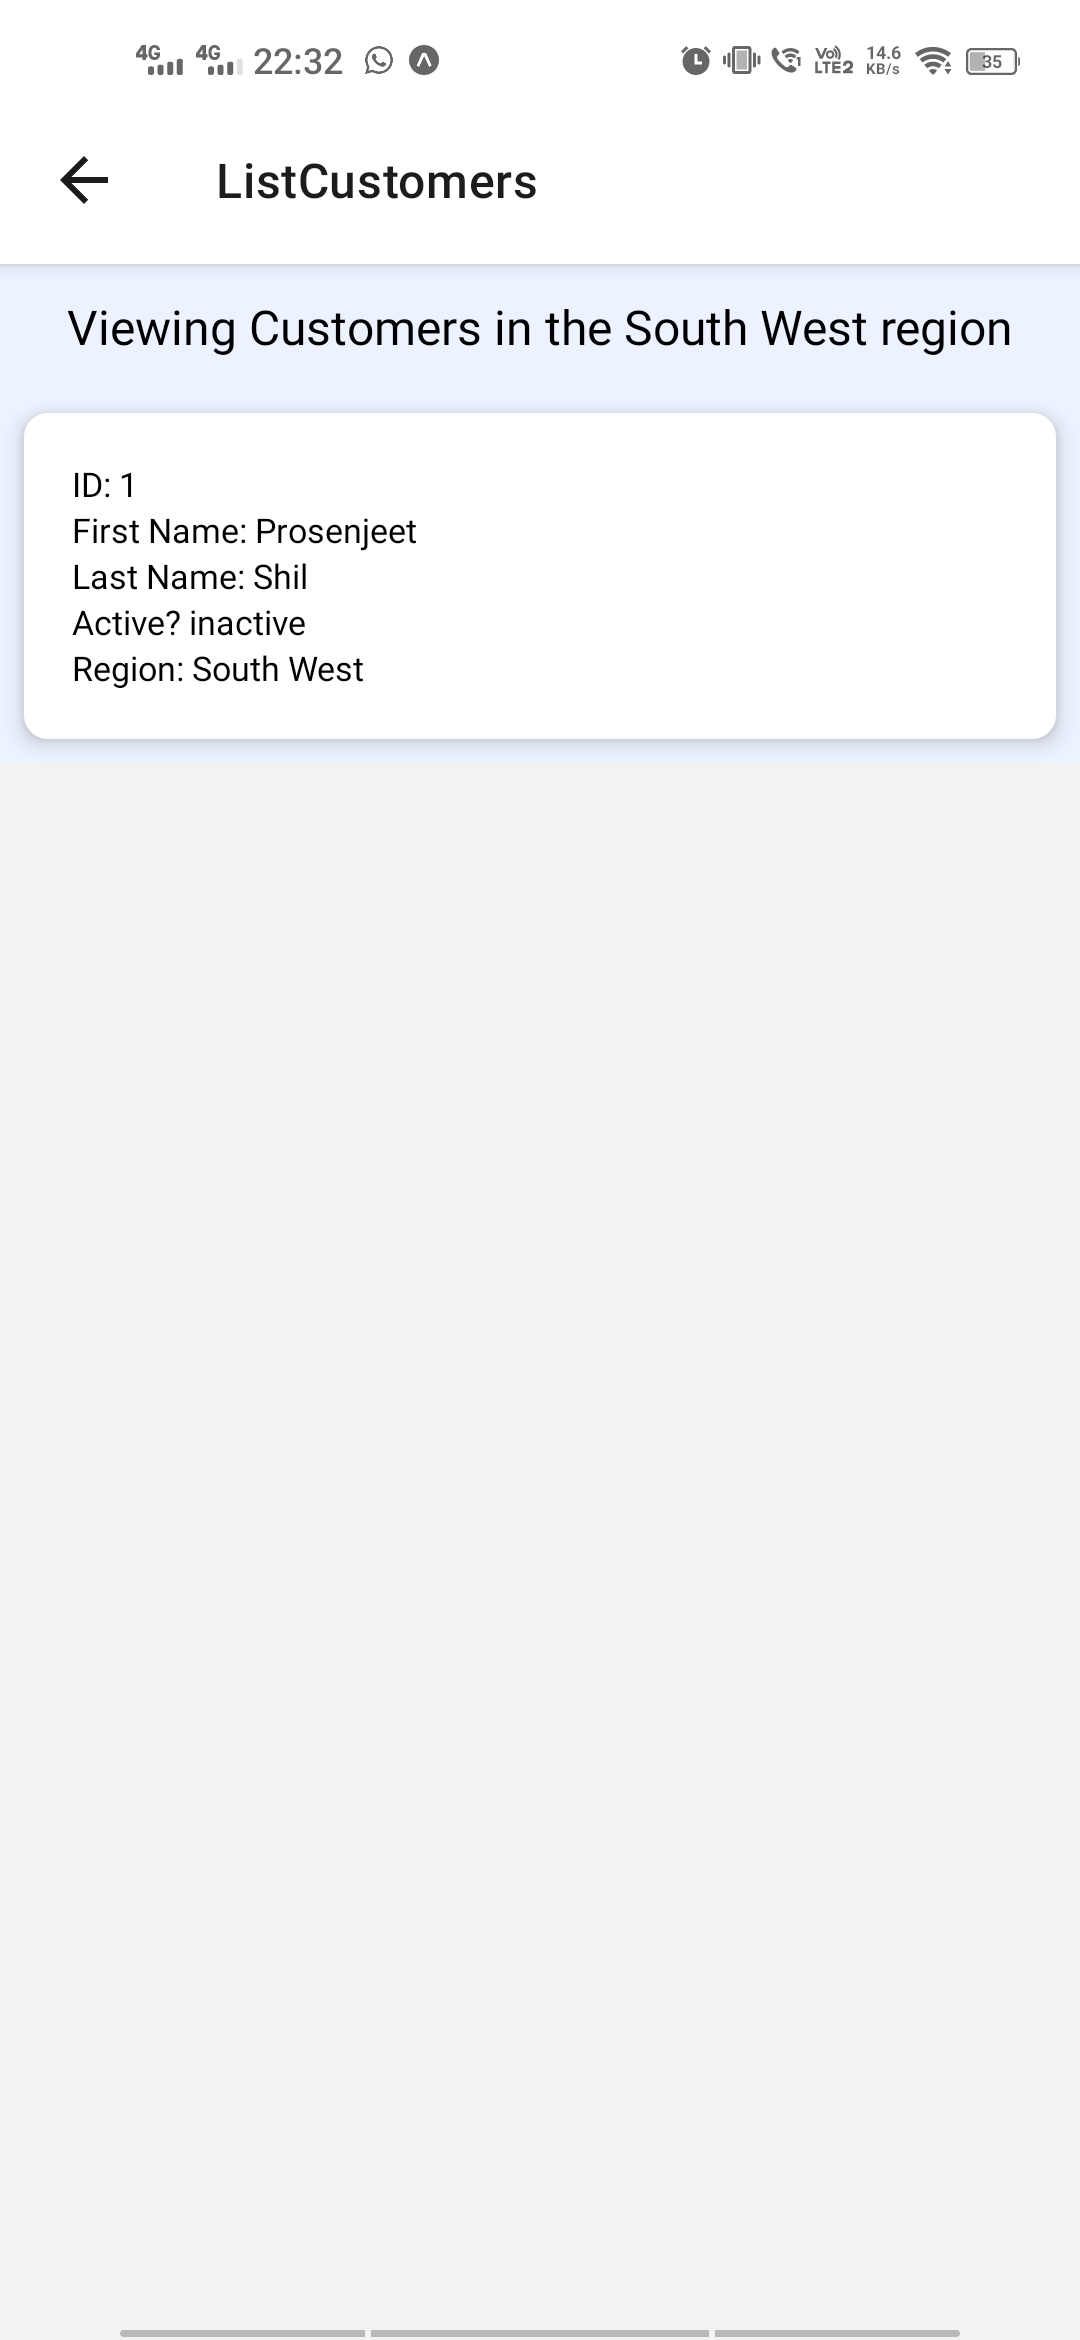 4G 4G 22:32 Vo) LTE2 14.6 KB/s 35
ListCustomers
Viewing Customers in the South West region
ID: 1
First Name: Prosenjeet
Last Name: Shil
Active? inactive
Region: South West